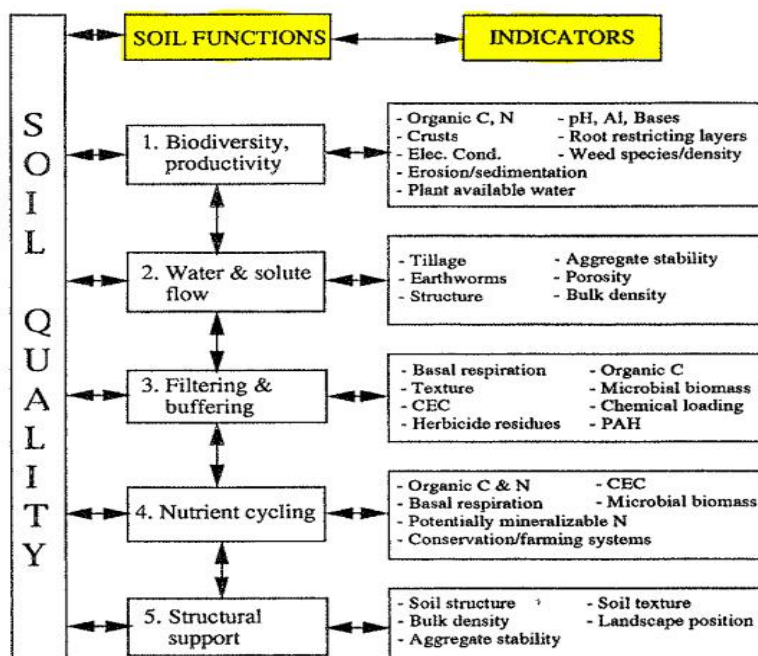 SOIL QUALITY
SOIL FUNCTIONS
INDICATORS
1. Biodiversity,
productivity
- Organic C, N - pH, Al, Bases
- Crusts - Root restricting layers
- Elec. Cond. - Weed species/density
- Erosion/sedimentation
- Plant available water
2. Water & solute
flow
- Tillage - Aggregate stability
- Earthworms - Porosity
- Structure - Bulk density
3. Filtering &
buffering
- Basal respiration - Organic C
- Texture - Microbial biomass
- CEC - Chemical loading
- Herbicide residues - PAH
4. Nutrient cycling
- Organic C & N - CEC
- Basal respiration - Microbial biomass
- Potentially mineralizable N
- Conservation/farming systems
5. Structural
support
- Soil structure - Soil texture
- Bulk density - Landscape position
- Aggregate stability